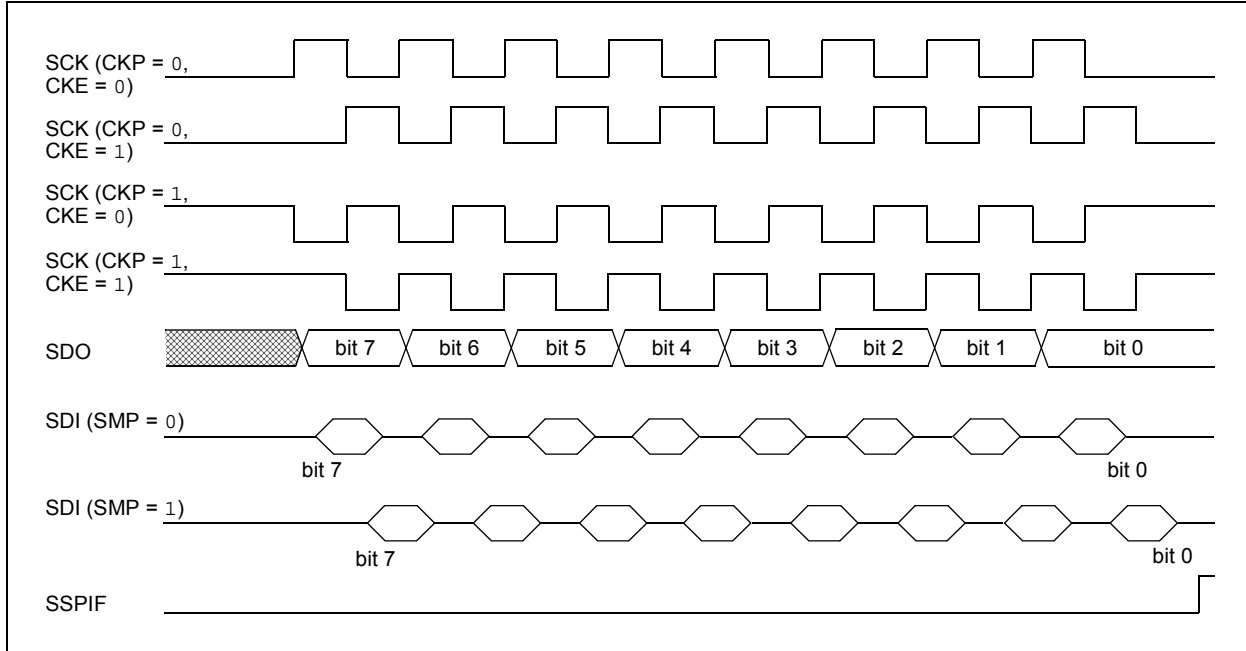 SCK (CKP = 0,
CKE = 0)
SCK (CKP = 0,
CKE = 1)
SCK (CKP = 1,
CKE = 0)
SCK (CKP = 1,
CKE = 1)
SDO
bit 7 bit 6 bit 5 bit 4 bit 3 bit 2 bit 1 bit 0
SDI (SMP = 0)
bit 7 bit 0
SDI (SMP = 1)
bit 7 bit 0
SSPIF